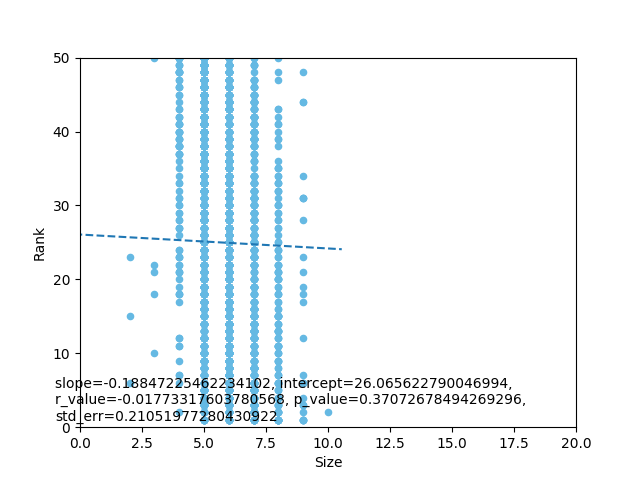 50
40
30
20
10
0
Rank
slope=-0.18847225462234102, intercept=26.065622790046994,
r_value=-0.01773317603780568, p_value=0.37072678494269296,
std_err=0.21051977280430922
0.0 2.5 5.0 7.5 10.0 12.5 15.0 17.5 20.0
Size